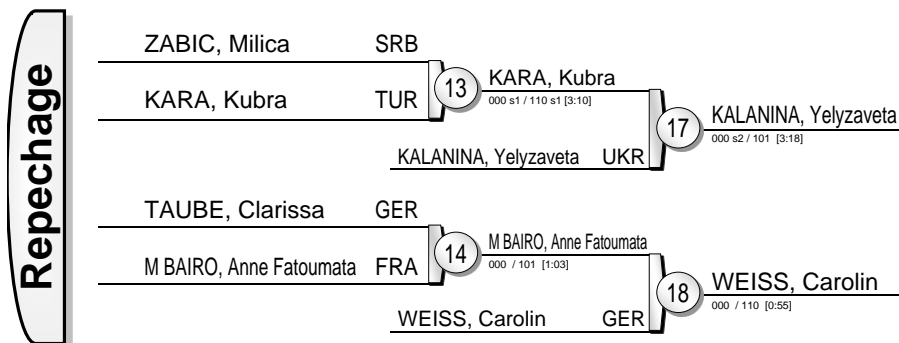 Repechage
ZABIC, Milica SRB
KARA, Kubra TUR
13
KARA, Kubra
000 s1 / 110 s1 [3:10]
KALANINA, Yelyzaveta UKR
17
KALANINA, Yelyzaveta
000 s2 / 101 [3:18]
TAUBE, Clarissa GER
M BAIRO, Anne Fatoumata FRA
14
M BAIRO, Anne Fatoumata
000 / 101 [1:03]
WEISS, Carolin GER
18
WEISS, Carolin
000 / 110 [0:55]